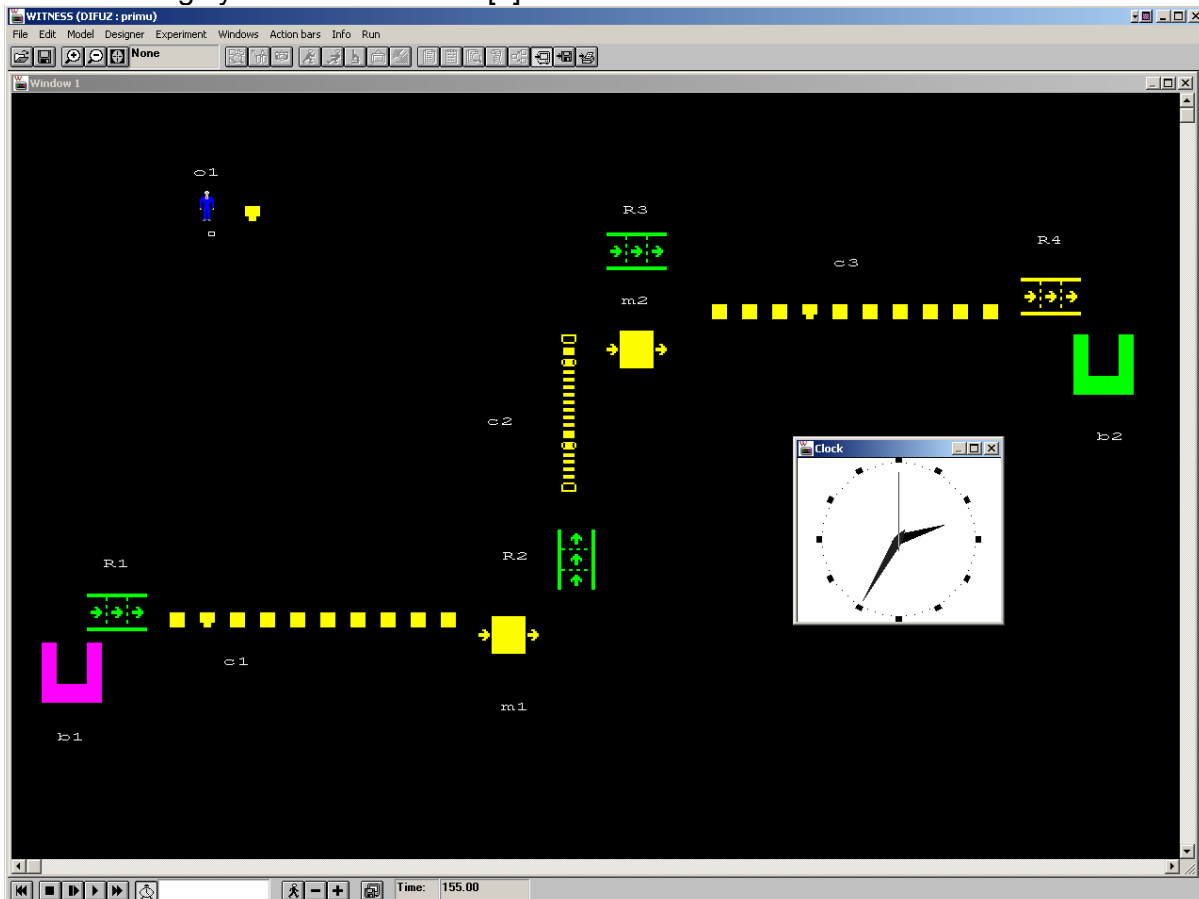 WITNESS (DIFUZ : primu)
File Edit Model Designer Experiment Windows Action bars Info Run
None
Window 1
o1
R3
R4
c3
m2
c2
b2
Clock
R2
R1
c1
m1
b1
Time: 155.00